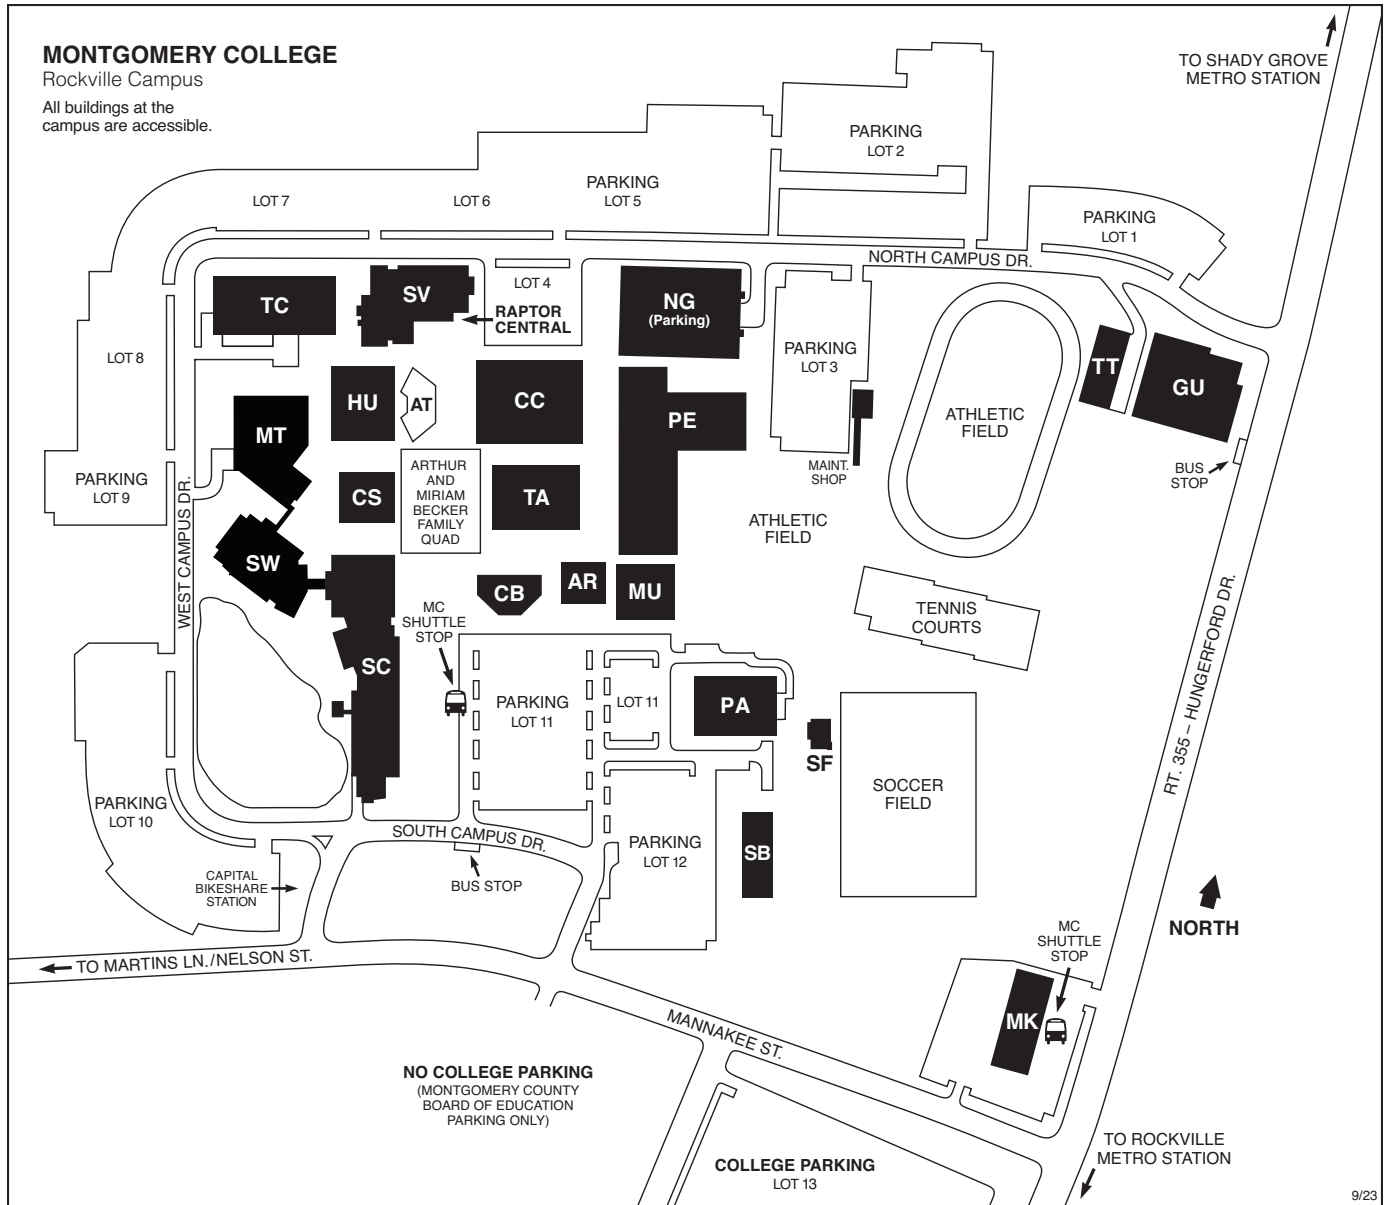 MONTGOMERY COLLEGE
Rockville Campus
All buildings at the
campus are accessible.
TO SHADY GROVE
METRO STATION
PARKING
LOT 2
PARKING
LOT 5
LOT 6
LOT 7
PARKING
LOT 1
NORTH CAMPUS DR.
LOT 4
TC
SV
RAPTOR
CENTRAL
NG
(Parking)
PARKING
LOT 3
LOT 8
TT
GU
HU
AT
CC
PE
MT
ATHLETIC
FIELD
MAINT.
SHOP
BUS
STOP
PARKING
LOT 9
ARTHUR
AND
MIRIAM
BECKER
FAMILY
QUAD
CS
TA
ATHLETIC
FIELD
WEST CAMPUS DR.
SW
CB
AR
MU
MC
SHUTTLE
STOP
TENNIS
COURTS
RT. 355 – HUNGERFORD DR.
SC
PARKING
LOT 11
LOT 11
PA
SF
SOCCER
FIELD
PARKING
LOT 10
SOUTH CAMPUS DR.
PARKING
LOT 12
SB
CAPITAL
BIKESHARE
STATION
BUS STOP
NORTH
MC
SHUTTLE
STOP
TO MARTINS LN./NELSON ST.
MK
MANNAKEE ST.
NO COLLEGE PARKING
(MONTGOMERY COUNTY
BOARD OF EDUCATION
PARKING ONLY)
COLLEGE PARKING
LOT 13
TO ROCKVILLE
METRO STATION
9/23